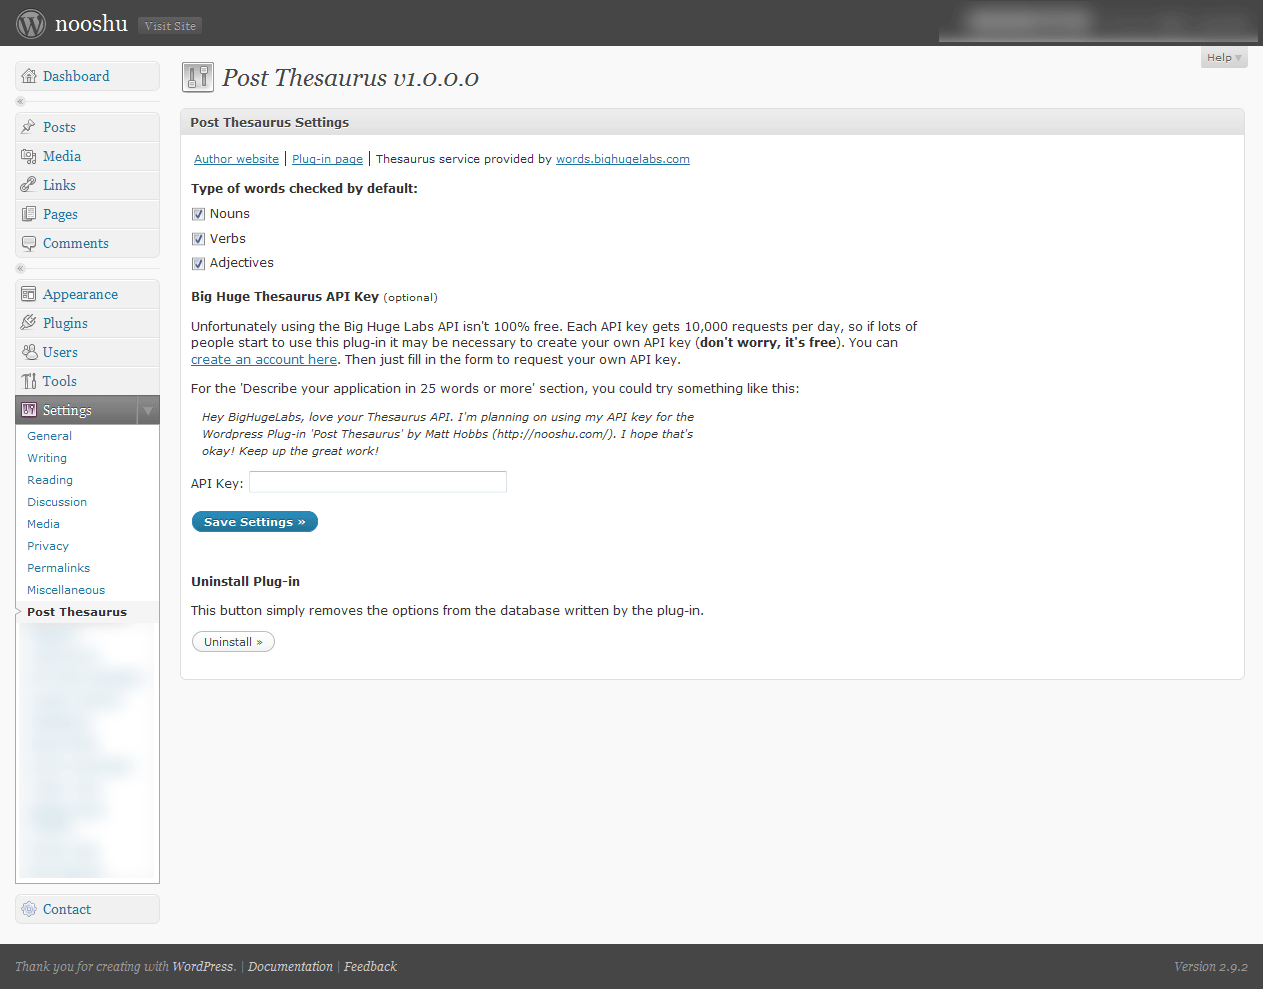 nooshu Visit Site
Help
Dashboard
Posts
Media
Links
Pages
Comments
Appearance
Plugins
Users
Tools
Settings
General
Writing
Reading
Discussion
Media
Privacy
Permalinks
Miscellaneous
Post Thesaurus
Contact
Post Thesaurus v1.0.0.0
Post Thesaurus Settings
Author website | Plug-in page | Thesaurus service provided by words.bighugelabs.com
Type of words checked by default:
Nouns
Verbs
Adjectives
Big Huge Thesaurus API Key (optional)
Unfortunately using the Big Huge Labs API isn't 100% free. Each API key gets 10,000 requests per day, so if lots of
people start to use this plug-in it may be necessary to create your own API key (don't worry, it's free). You can
create an account here. Then just fill in the form to request your own API key.
For the 'Describe your application in 25 words or more' section, you could try something like this:
Hey BigHugeLabs, love your Thesaurus API. I'm planning on using my API key for the
Wordpress Plug-in 'Post Thesaurus' by Matt Hobbs (http://nooshu.com/). I hope that's
okay! Keep up the great work!
API Key:
Save Settings »
Uninstall Plug-in
This button simply removes the options from the database written by the plug-in.
Uninstall »
Thank you for creating with WordPress. | Documentation | Feedback
Version 2.9.2